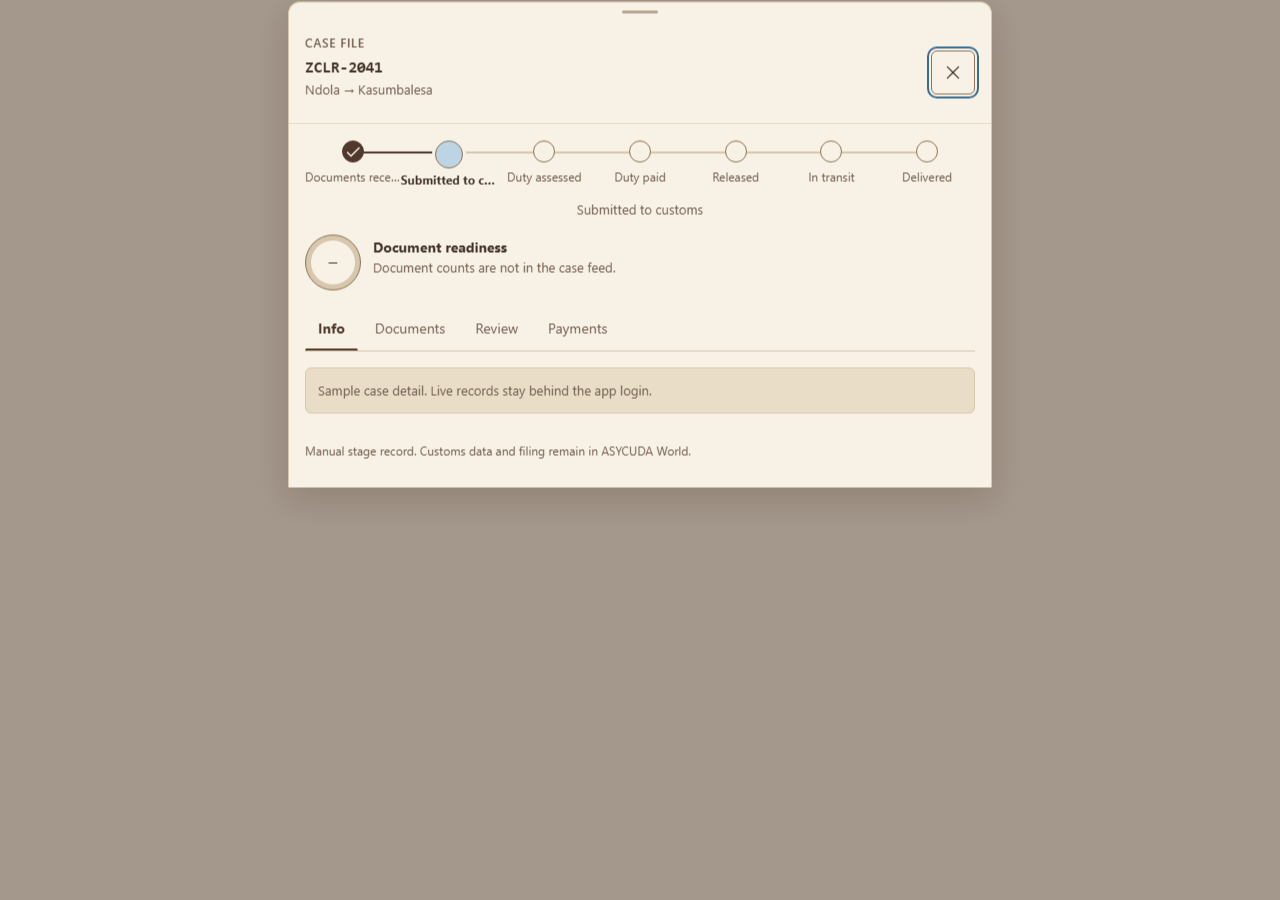 CASE FILE
ZCLR-2041
Ndola → Kasumbalesa
Documents rece... Submitted to c... Duty assessed Duty paid Released In transit Delivered
Submitted to customs
–
Document readiness
Document counts are not in the case feed.
Info Documents Review Payments
Sample case detail. Live records stay behind the app login.
Manual stage record. Customs data and filing remain in ASYCUDA World.